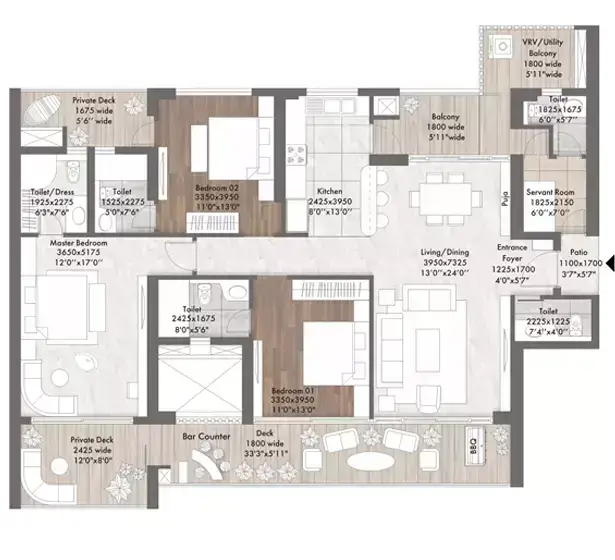 VRV/Utility
Balcony
1800 wide
5'11" wide
Private Deck
1675 wide
5'6'' wide
Toilet
1825x1675
6'0"x5'7"
Balcony
1800 wide
5'11" wide
Toilet/Dress
1925x2275
6'3"x7'6"
Toilet
1525x2275
5'0"x7'6"
Bedroom 02
3350x3950
11'0"x13'0"
Kitchen
2425x3950
8'0"x13'0"
Puja
Servant Room
1825x2150
6'0"x7'0"
Master Bedroom
3650x5175
12'0"x17'0"
Living/Dining
3950x7325
13'0"x24'0"
Entrance
Foyer
1225x1700
4'0"x5'7"
Patio
1100x1700
3'7"x5'7"
Toilet
2425x1675
8'0"x5'6"
Toilet
2225x1225
7'4"x4'0"
Bedroom 01
3350x3950
11'0"x13'0"
Private Deck
2425 wide
12'0"x8'0"
Bar Counter
Deck
1800 wide
33'3"x5'11"
BBQ